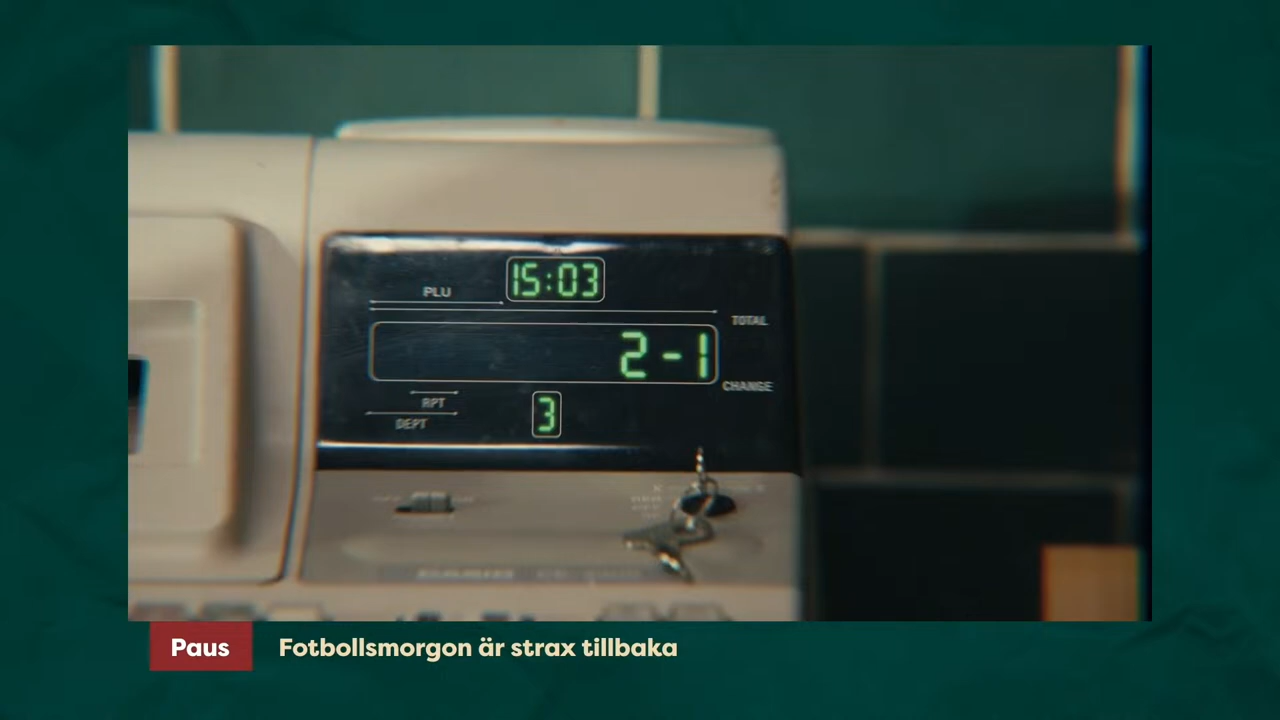 15:03
PLU
TOTAL
2-1
CHANGE
RPT
3
DEPT
Paus
Fotbollsmorgon är strax tillbaka